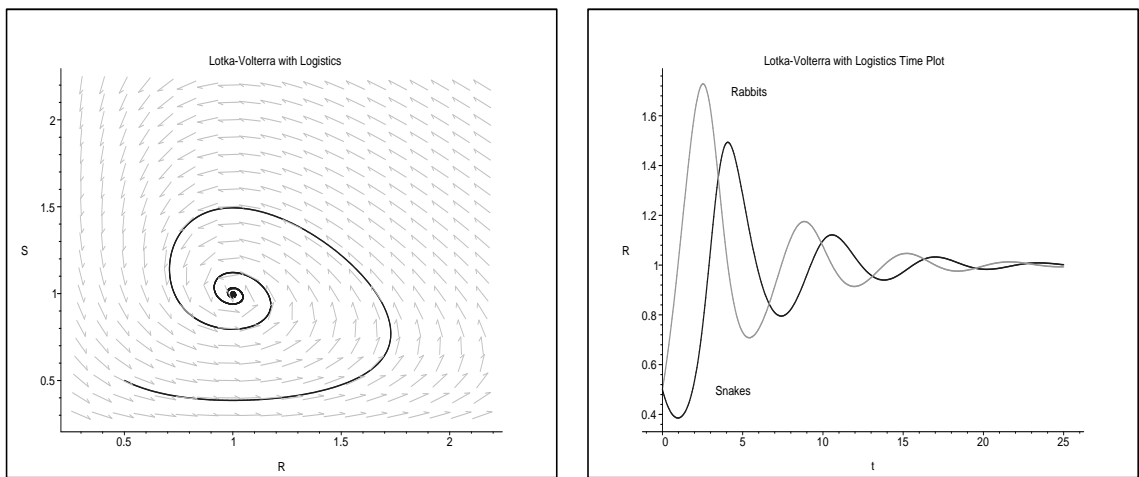 Lotka-Volterra with Logistics
2
1.5
S
1
0.5
0.5 1 1.5 2
R
Lotka-Volterra with Logistics Time Plot
Rabbits
1.6
1.4
1.2
R
1
0.8
0.6
Snakes
0.4
0 5 10 15 20 25
t